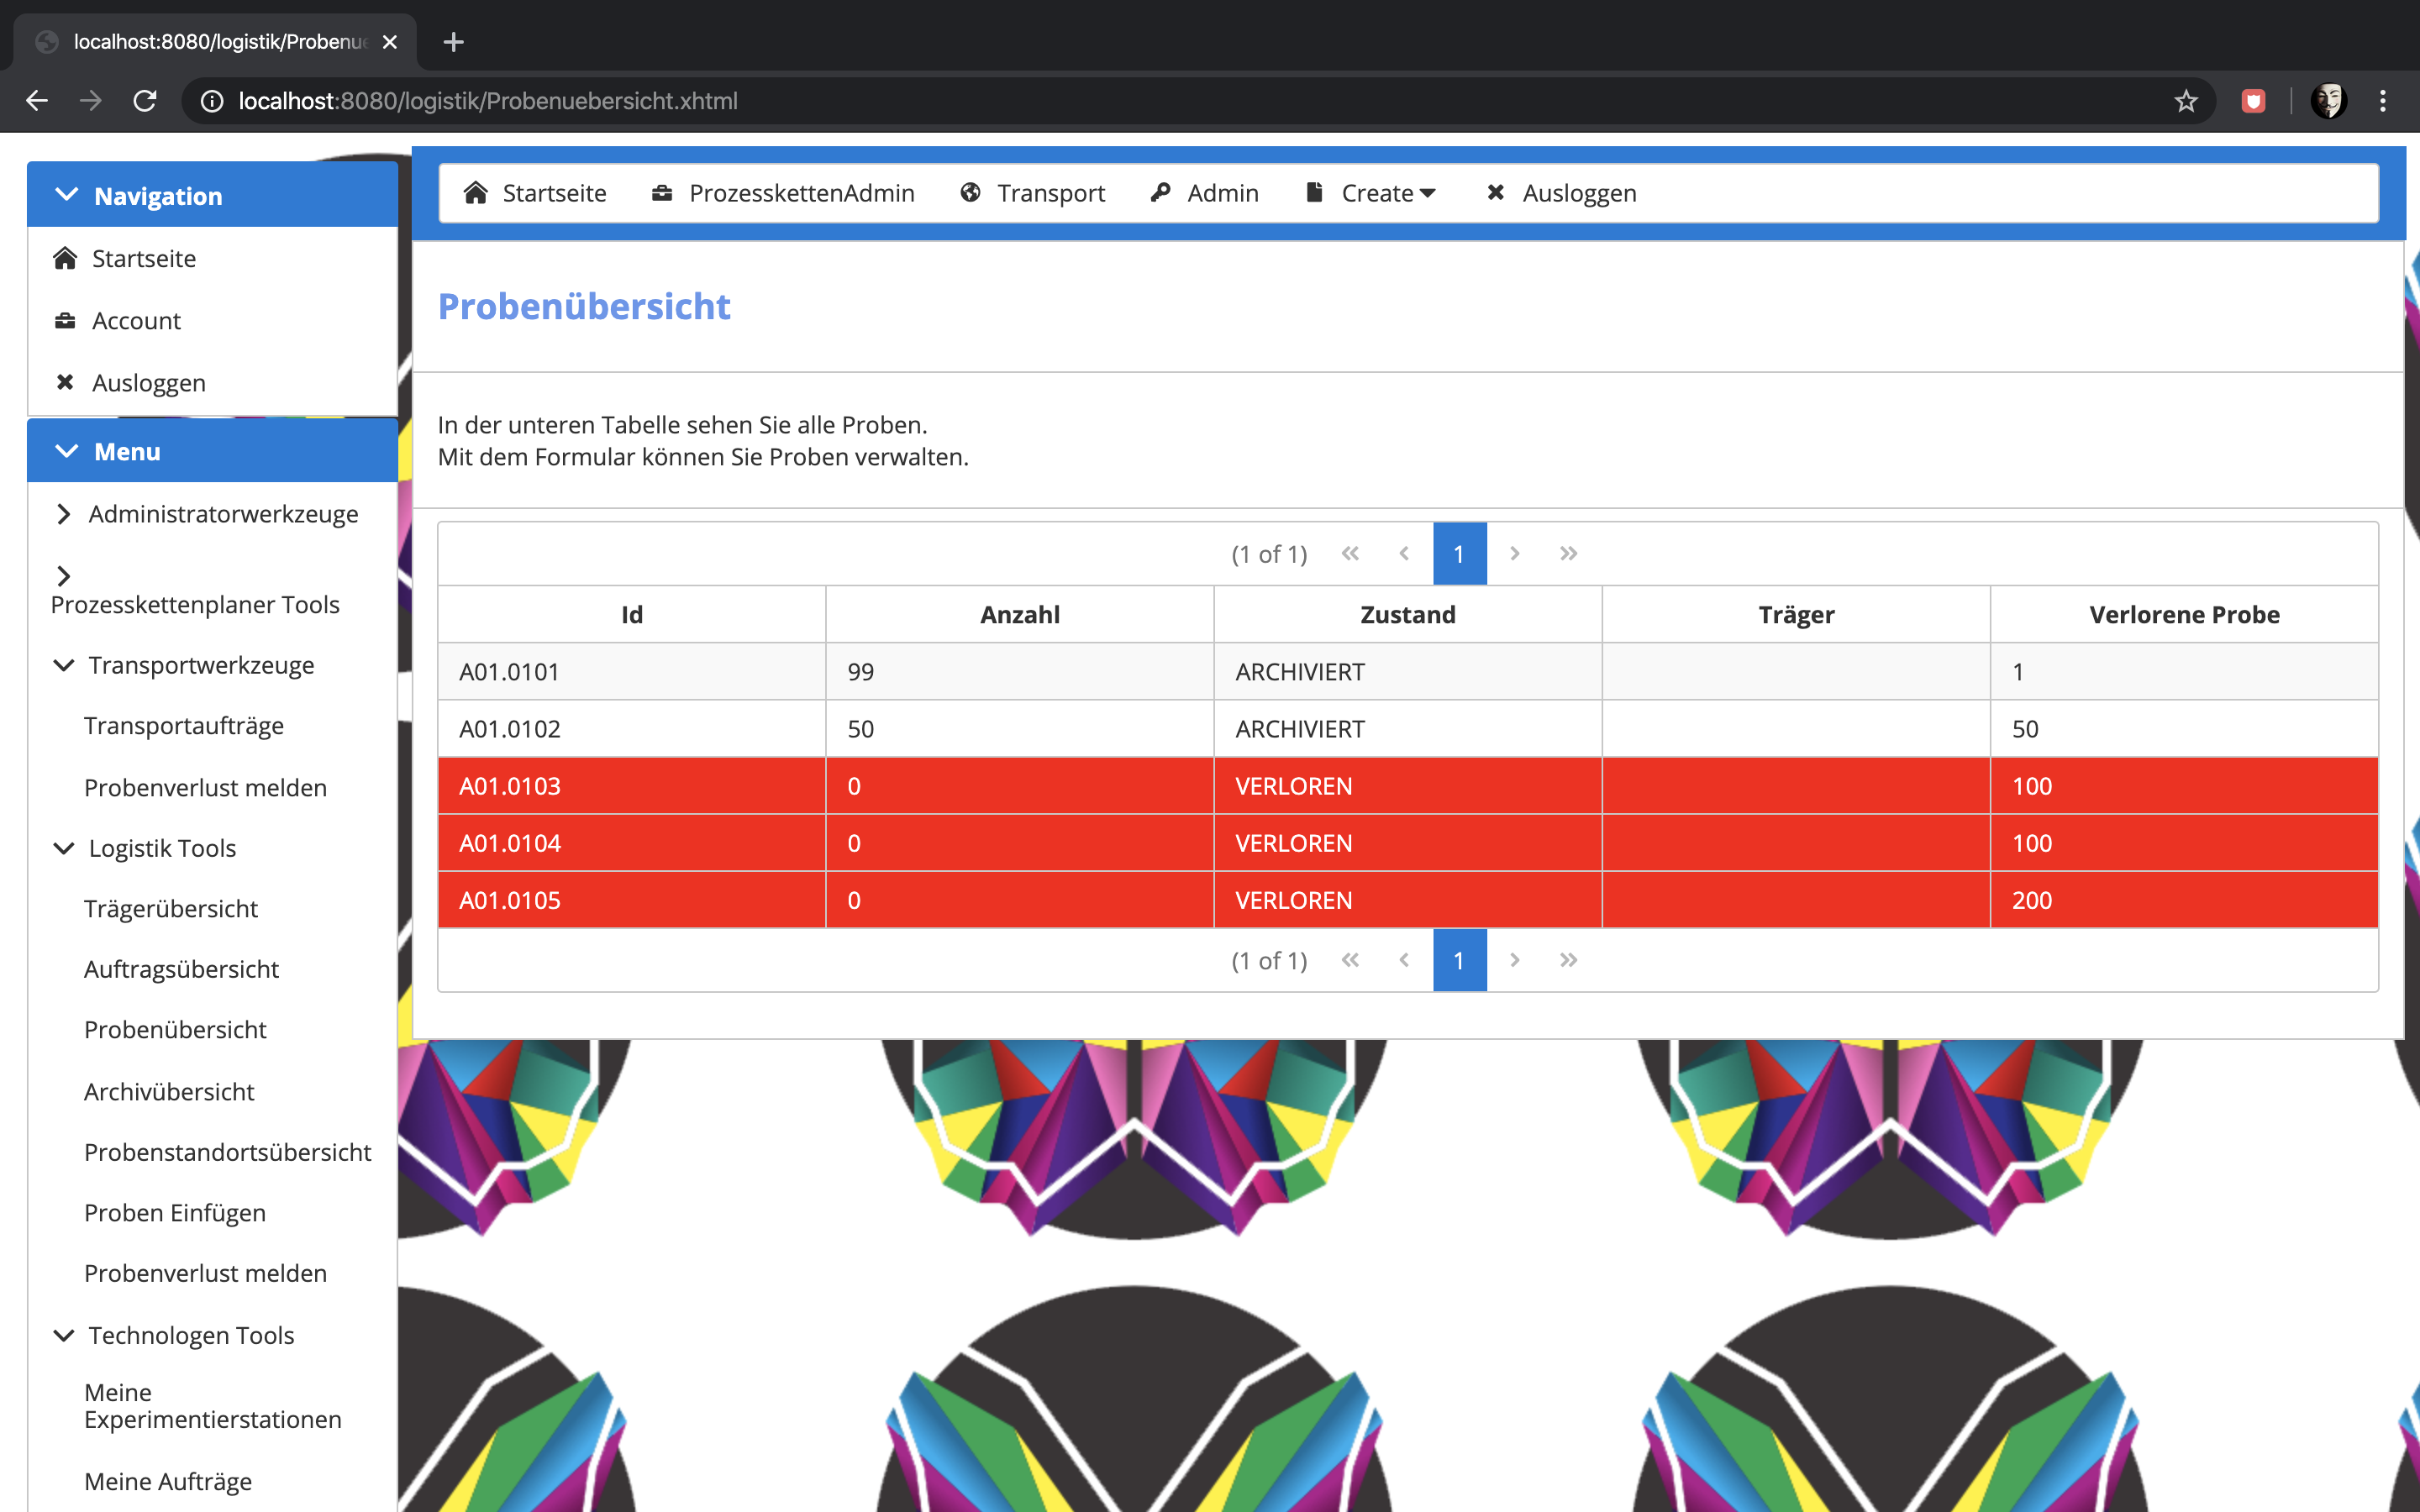 localhost:8080/logistik/Probenue
localhost:8080/logistik/Probenuebersicht.xhtml
Navigation
Startseite
Account
Ausloggen
Menu
Administratorwerkzeuge
Prozesskettenplaner Tools
Transportwerkzeuge
Transportaufträge
Probenverlust melden
Logistik Tools
Trägerübersicht
Auftragsübersicht
Probenübersicht
Archivübersicht
Probenstandortsübersicht
Proben Einfügen
Probenverlust melden
Technologen Tools
Meine
Experimentierstationen
Meine Aufträge
Startseite ProzesskettenAdmin Transport Admin Create Ausloggen
Probenübersicht
In der unteren Tabelle sehen Sie alle Proben.
Mit dem Formular können Sie Proben verwalten.
(1 of 1) 1
Id Anzahl Zustand Träger Verlorene Probe
A01.0101 99 ARCHIVIERT 1
A01.0102 50 ARCHIVIERT 50
A01.0103 0 VERLOREN 100
A01.0104 0 VERLOREN 100
A01.0105 0 VERLOREN 200
(1 of 1) 1